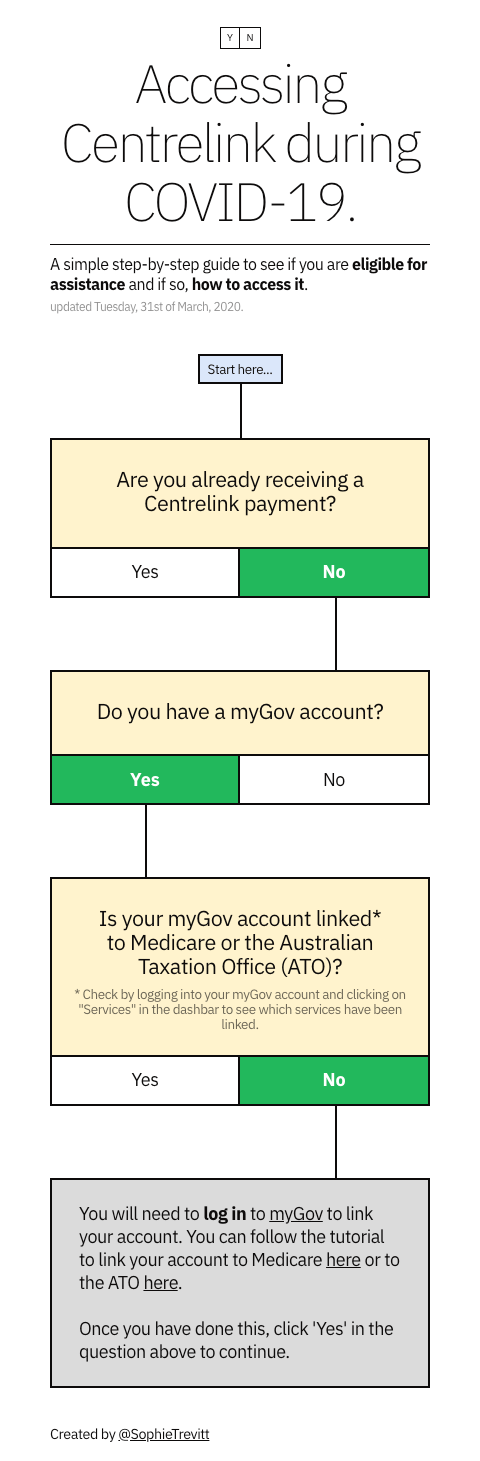 Y N
Accessing
Centrelink during
COVID-19.
A simple step-by-step guide to see if you are eligible for
assistance and if so, how to access it.
updated Tuesday, 31st of March, 2020.
Start here...
Are you already receiving a
Centrelink payment?
Yes No
Do you have a myGov account?
Yes No
Is your myGov account linked*
to Medicare or the Australian
Taxation Office (ATO)?
* Check by logging into your myGov account and clicking on
"Services" in the dashbar to see which services have been
linked.
Yes No
You will need to log in to myGov to link
your account. You can follow the tutorial
to link your account to Medicare here or to
the ATO here.
Once you have done this, click 'Yes' in the
question above to continue.
Created by @SophieTrevitt